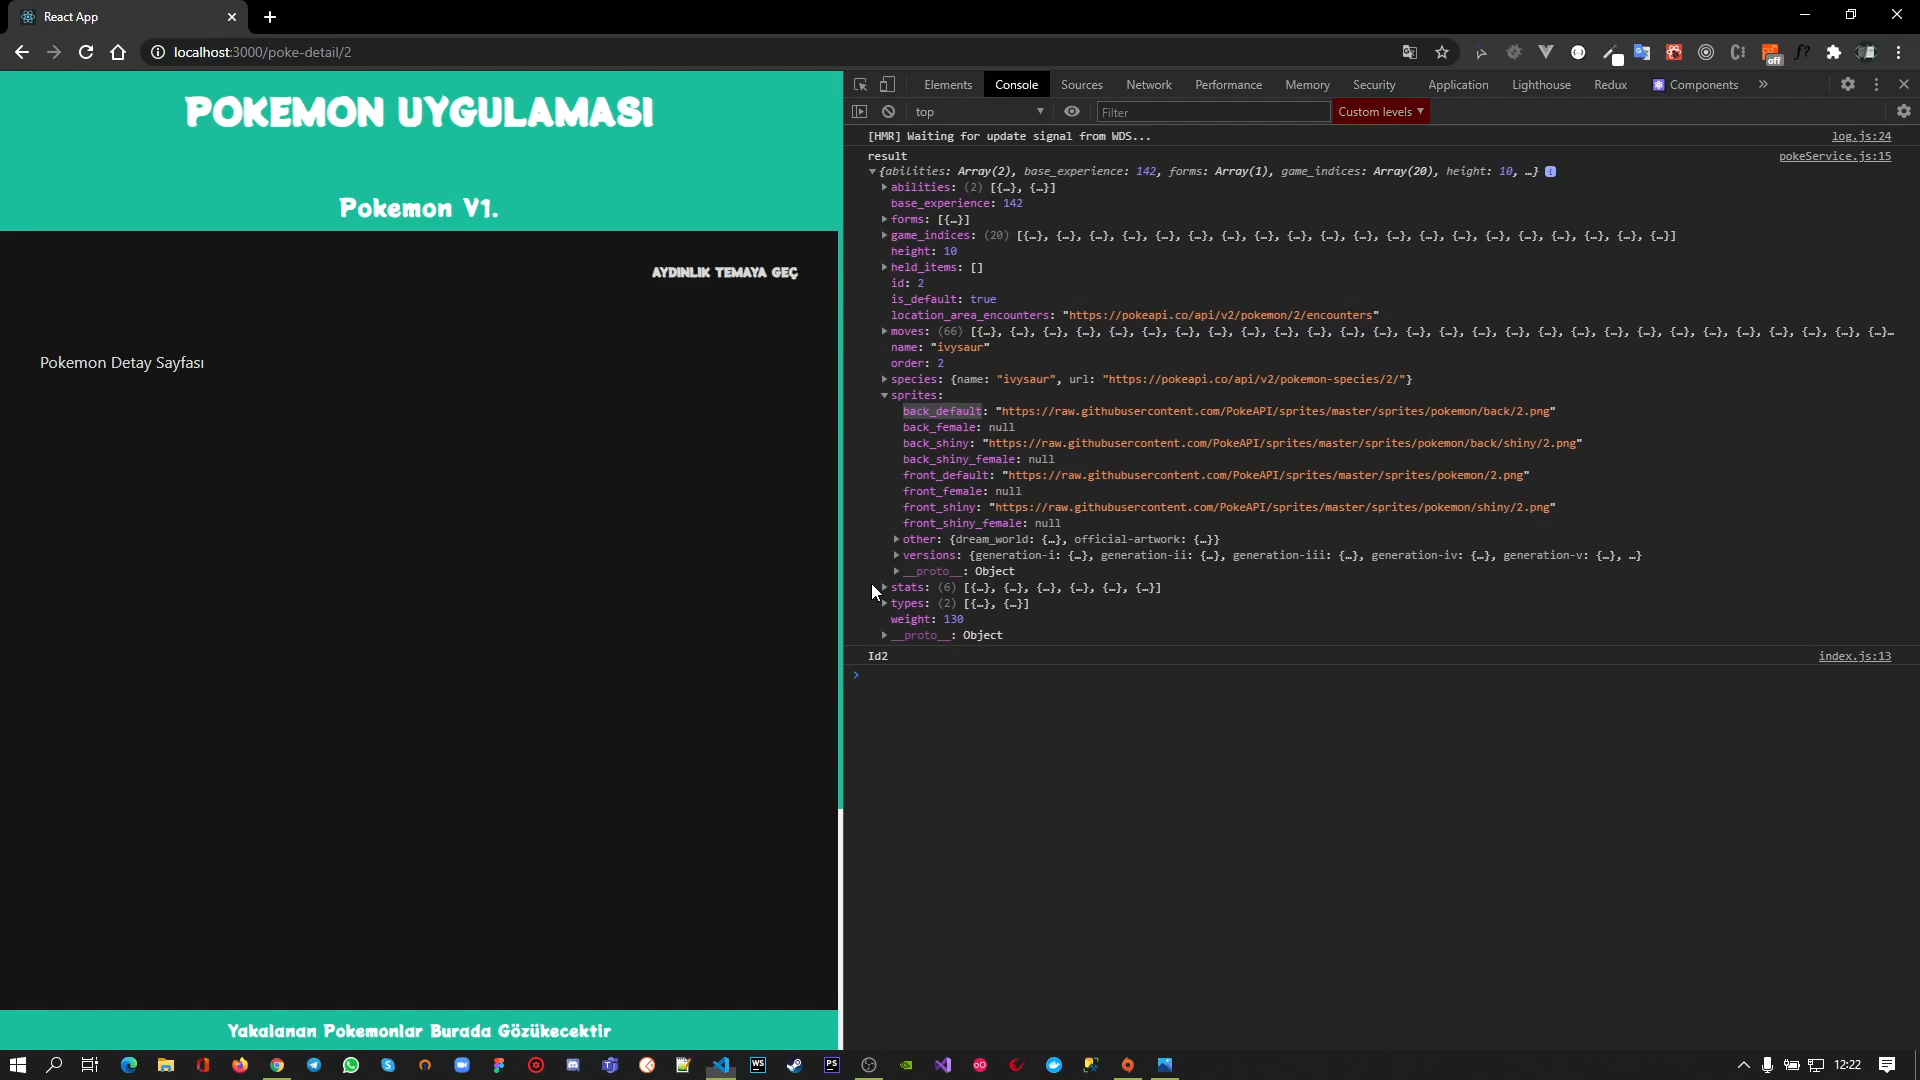 React App
localhost:3000/poke-detail/2
off
Elements Console Sources Network Performance Memory Security Application Lighthouse Redux Components
top Filter Custom levels
POKEMON UYGULAMASI
Pokemon V1.
AYDINLIK TEMAYA GEÇ
Pokemon Detay Sayfası
Yakalanan Pokemonlar Burada Gözükecektir
[HMR] Waiting for update signal from WDS... log.js:24
result pokeService.js:15
{abilities: Array(2), base_experience: 142, forms: Array(1), game_indices: Array(20), height: 10, …}
abilities: (2) [{…}, {…}]
base_experience: 142
forms: [{…}]
game_indices: (20) [{…}, {…}, {…}, {…}, {…}, {…}, {…}, {…}, {…}, {…}, {…}, {…}, {…}, {…}, {…}, {…}, {…}, {…}, {…}, {…}]
height: 10
held_items: []
id: 2
is_default: true
location_area_encounters: "https://pokeapi.co/api/v2/pokemon/2/encounters"
moves: (66) [{…}, {…}, {…}, {…}, {…}, {…}, {…}, {…}, {…}, {…}, {…}, {…}, {…}, {…}, {…}, {…}, {…}, {…}, {…}, {…}, {…}, {…}, {…}, {…}, {…}, {…}, {…}, {…}…
name: "ivysaur"
order: 2
species: {name: "ivysaur", url: "https://pokeapi.co/api/v2/pokemon-species/2/"}
sprites:
back_default: "https://raw.githubusercontent.com/PokeAPI/sprites/master/sprites/pokemon/back/2.png"
back_female: null
back_shiny: "https://raw.githubusercontent.com/PokeAPI/sprites/master/sprites/pokemon/back/shiny/2.png"
back_shiny_female: null
front_default: "https://raw.githubusercontent.com/PokeAPI/sprites/master/sprites/pokemon/2.png"
front_female: null
front_shiny: "https://raw.githubusercontent.com/PokeAPI/sprites/master/sprites/pokemon/shiny/2.png"
front_shiny_female: null
other: {dream_world: {…}, official-artwork: {…}}
versions: {generation-i: {…}, generation-ii: {…}, generation-iii: {…}, generation-iv: {…}, generation-v: {…}, …}
__proto__: Object
stats: (6) [{…}, {…}, {…}, {…}, {…}, {…}]
types: (2) [{…}, {…}]
weight: 130
__proto__: Object
Id2 index.js:13
12:22